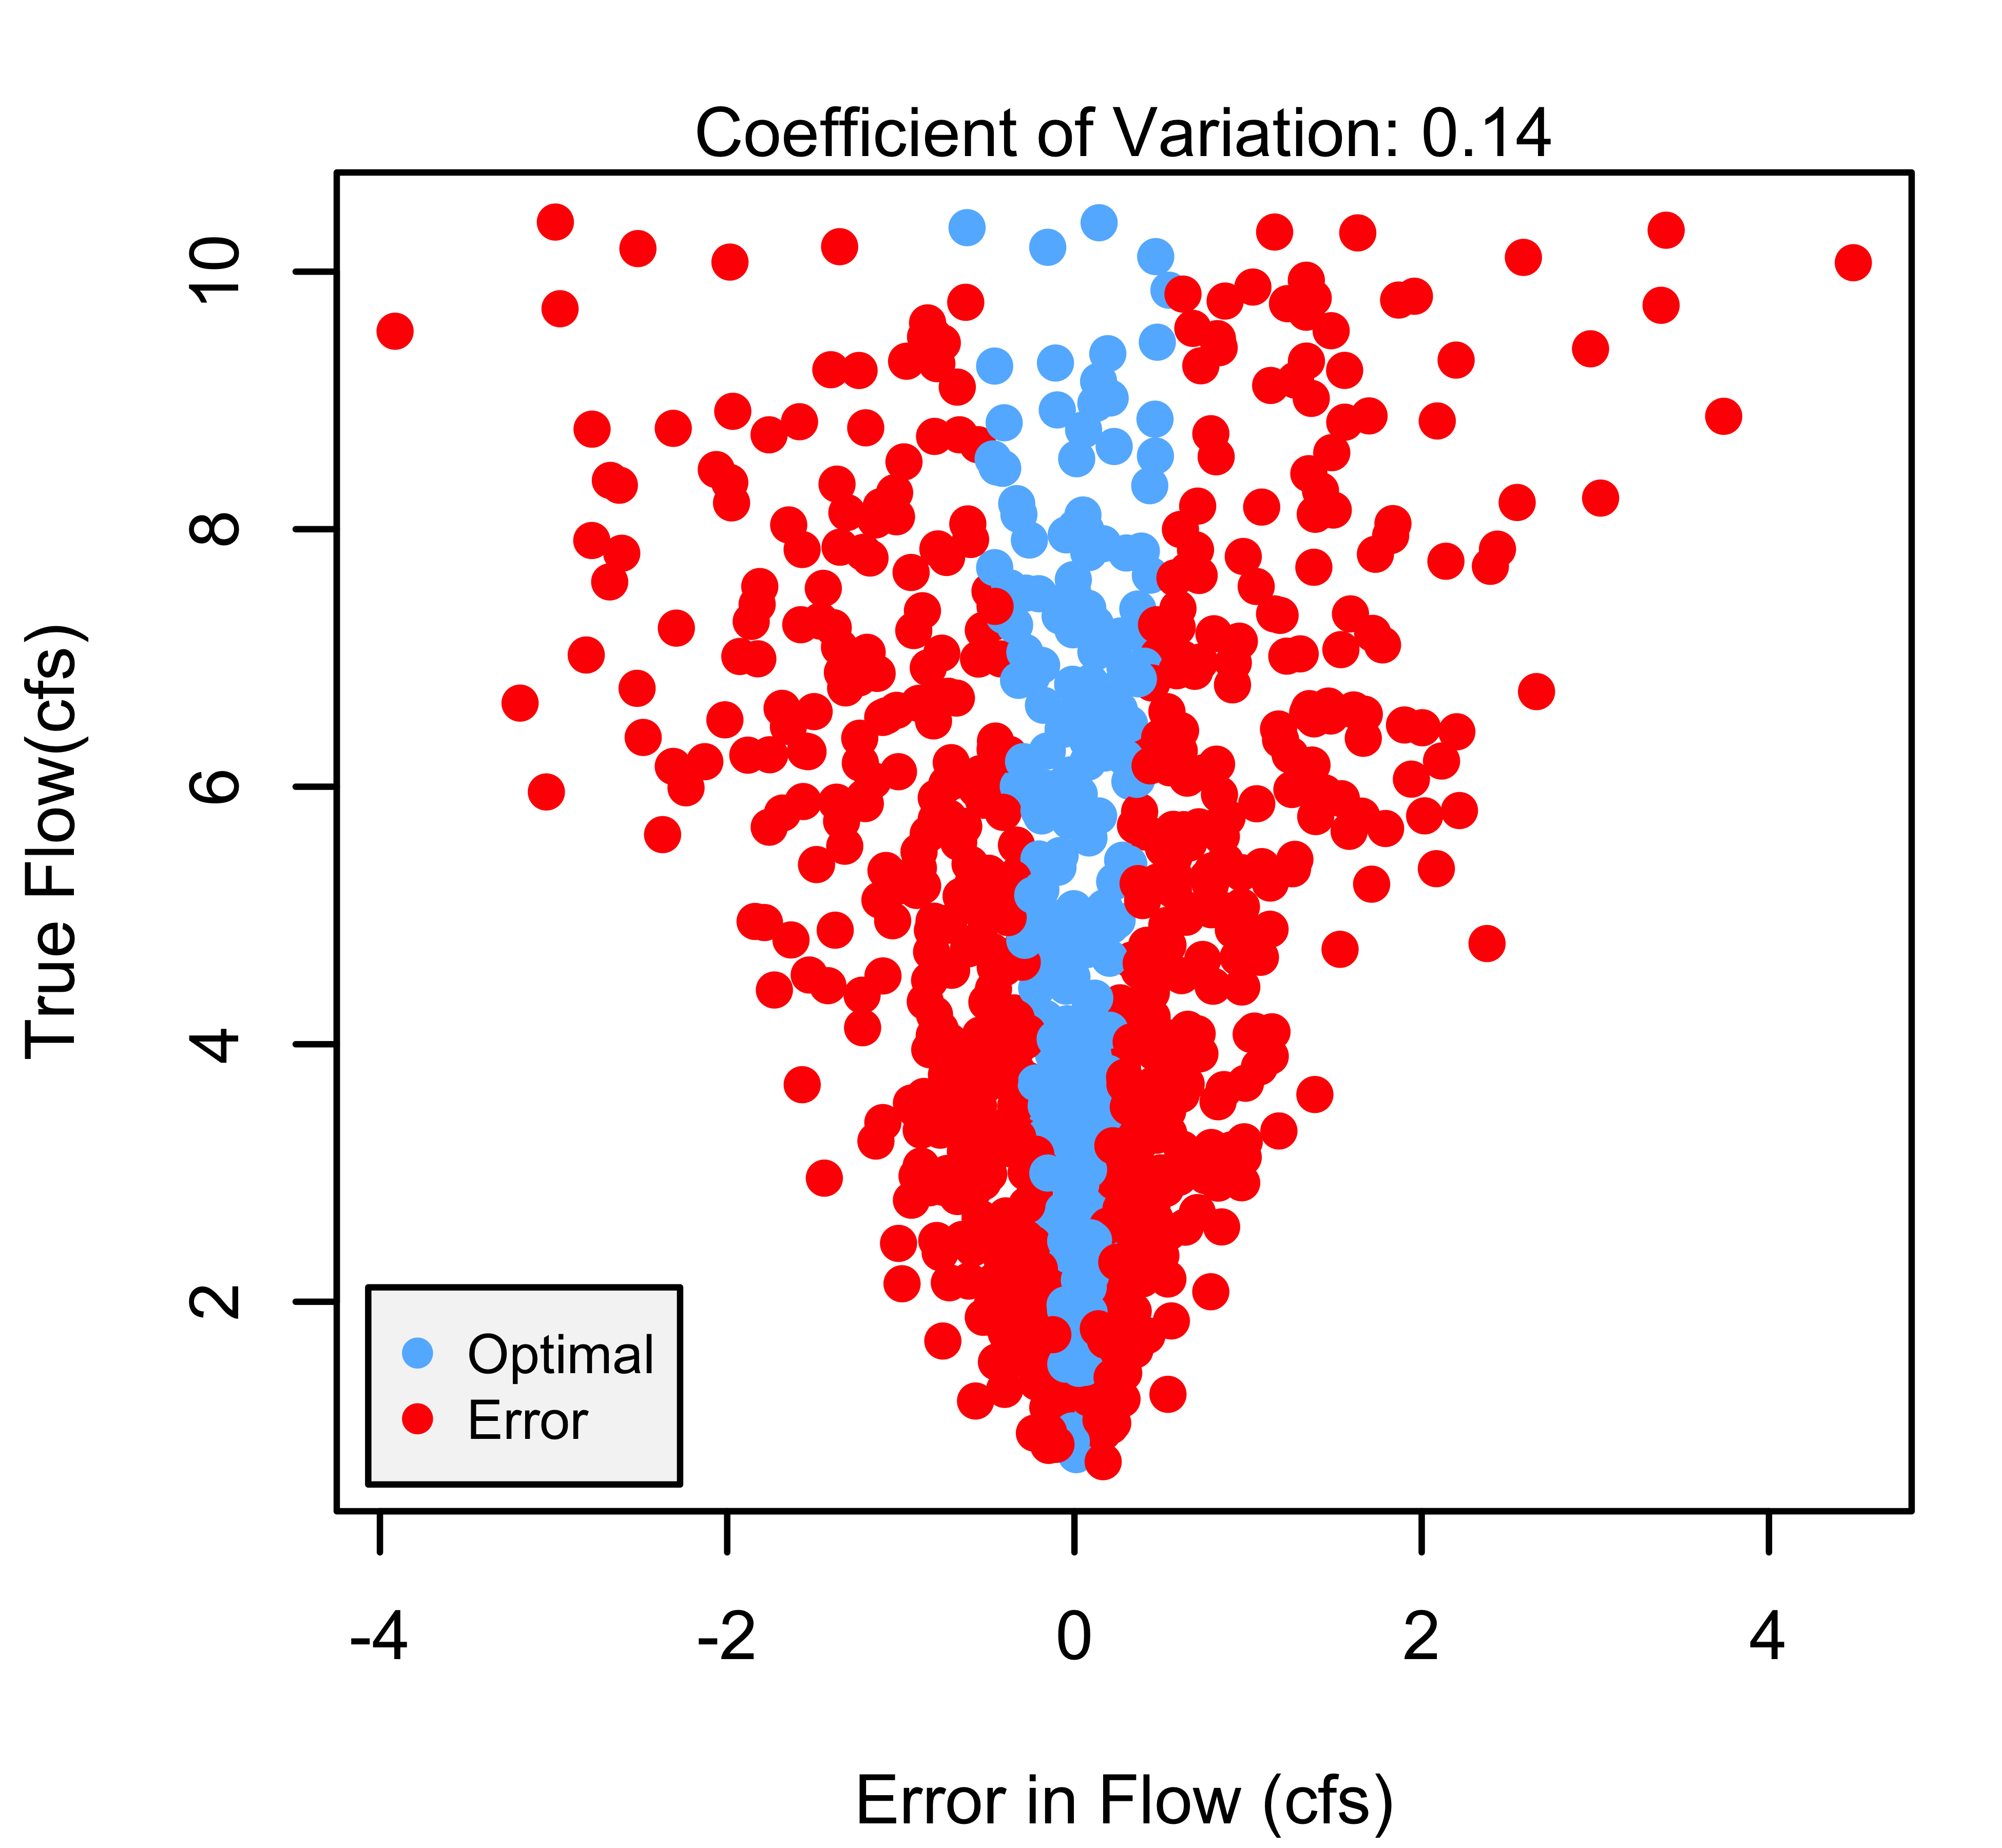 Coefficient of Variation: 0.14
True Flow(cfs)
10
8
6
4
2
Optimal
Error
-4 -2 0 2 4
Error in Flow (cfs)